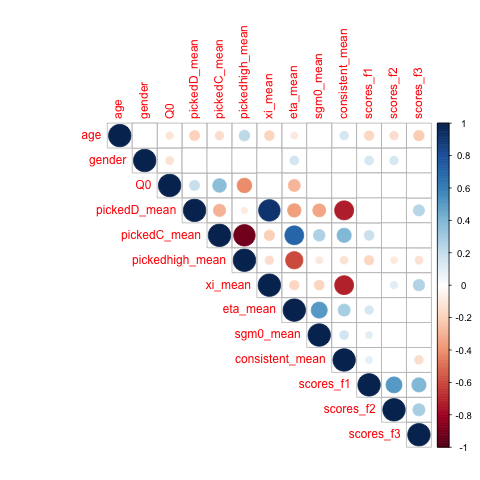 age
gender
Q0
pickedD_mean
pickedC_mean
pickedhigh_mean
xi_mean
eta_mean
sgm0_mean
consistent_mean
scores_f1
scores_f2
scores_f3
age
gender
Q0
pickedD_mean
pickedC_mean
pickedhigh_mean
xi_mean
eta_mean
sgm0_mean
consistent_mean
scores_f1
scores_f2
scores_f3
1
0.8
0.6
0.4
0.2
0
-0.2
-0.4
-0.6
-0.8
-1